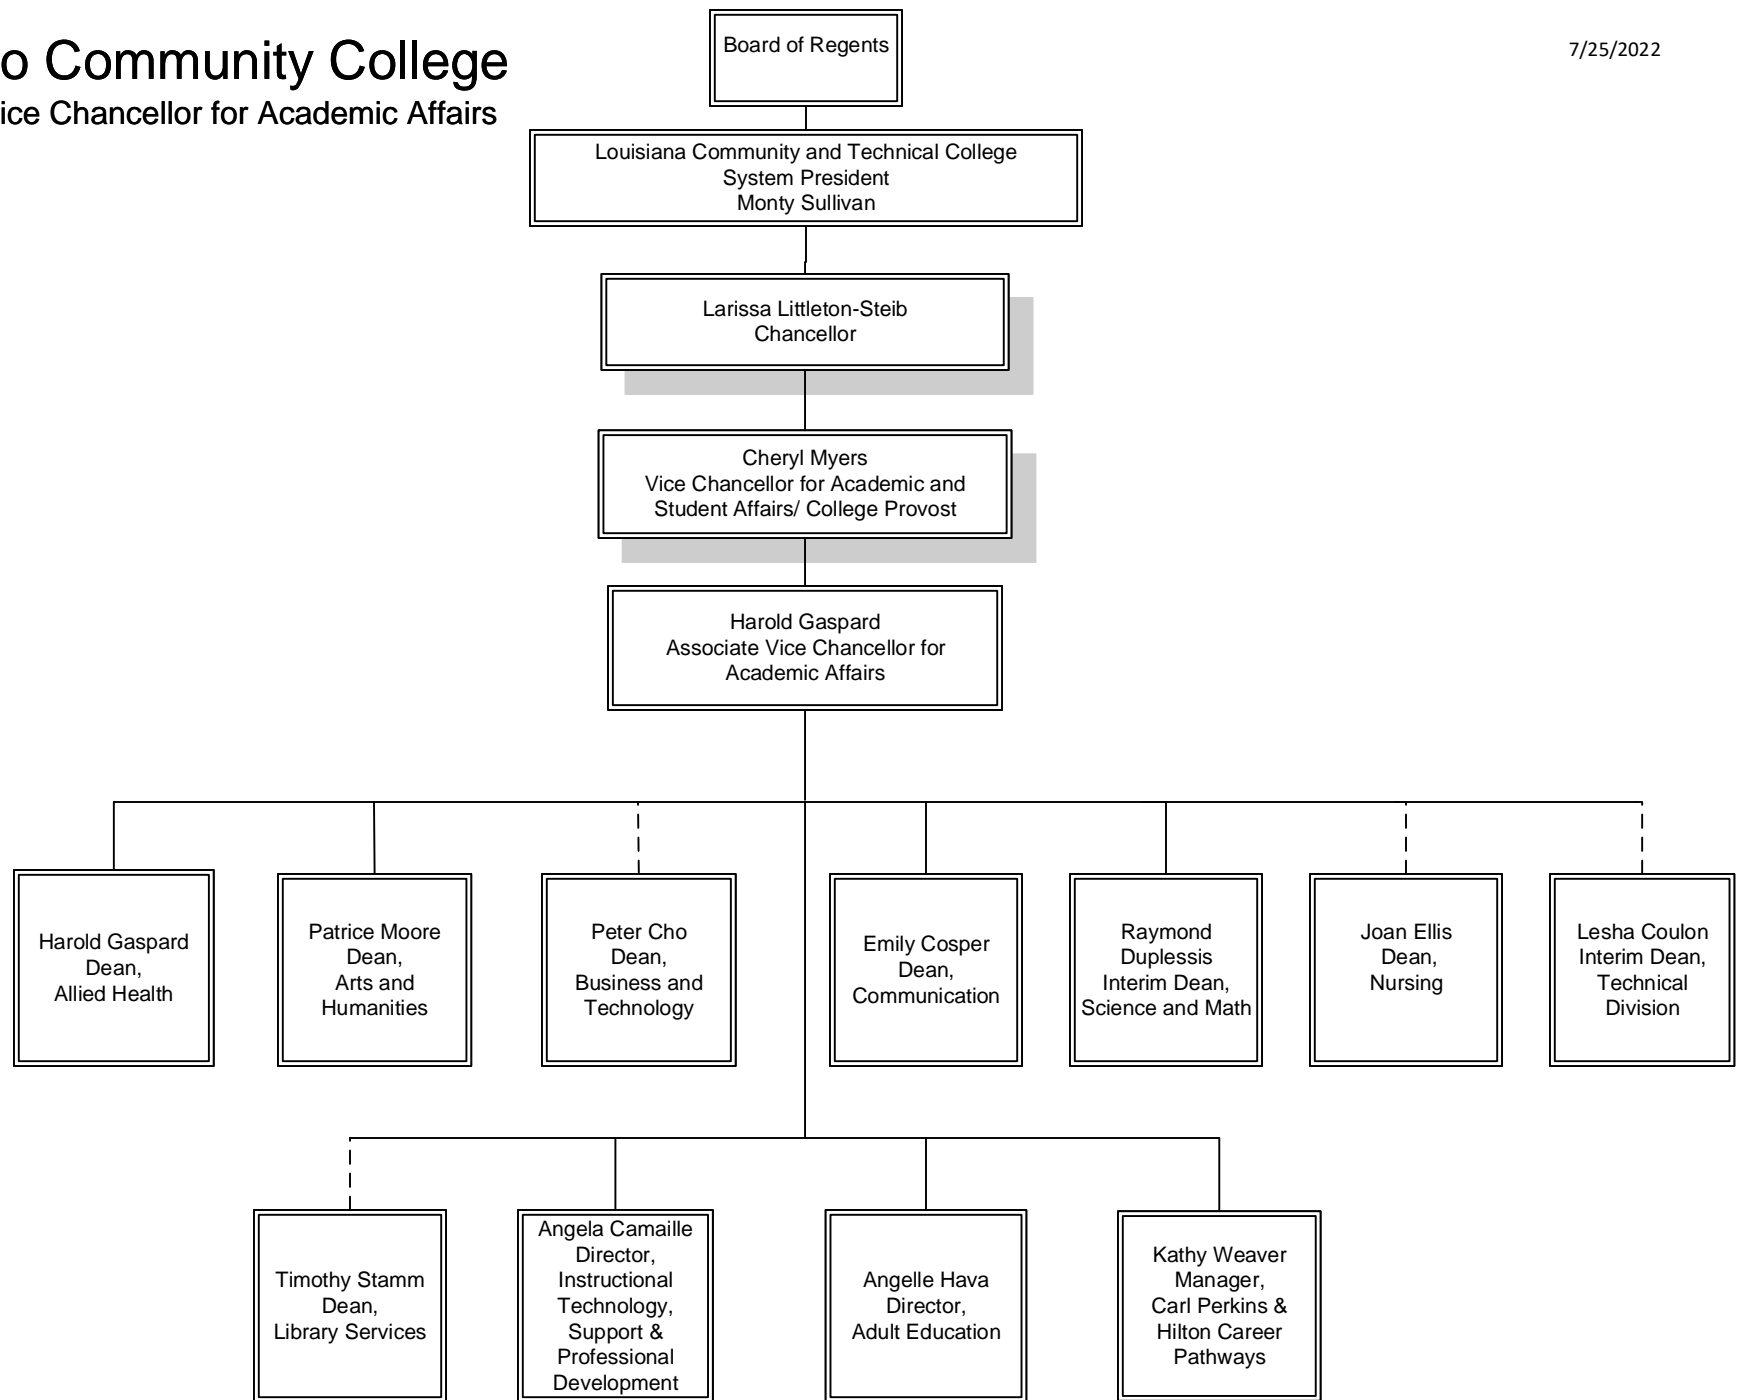 o Community College
ice Chancellor for Academic Affairs
7/25/2022
Board of Regents
Louisiana Community and Technical College
System President
Monty Sullivan
Larissa Littleton-Steib
Chancellor
Cheryl Myers
Vice Chancellor for Academic and
Student Affairs/ College Provost
Harold Gaspard
Associate Vice Chancellor for
Academic Affairs
Harold Gaspard
Dean,
Allied Health
Patrice Moore
Dean,
Arts and
Humanities
Peter Cho
Dean,
Business and
Technology
Emily Cosper
Dean,
Communication
Raymond
Duplessis
Interim Dean,
Science and Math
Joan Ellis
Dean,
Nursing
Lesha Coulon
Interim Dean,
Technical
Division
Timothy Stamm
Dean,
Library Services
Angela Camaille
Director,
Instructional
Technology,
Support &
Professional
Development
Angelle Hava
Director,
Adult Education
Kathy Weaver
Manager,
Carl Perkins &
Hilton Career
Pathways